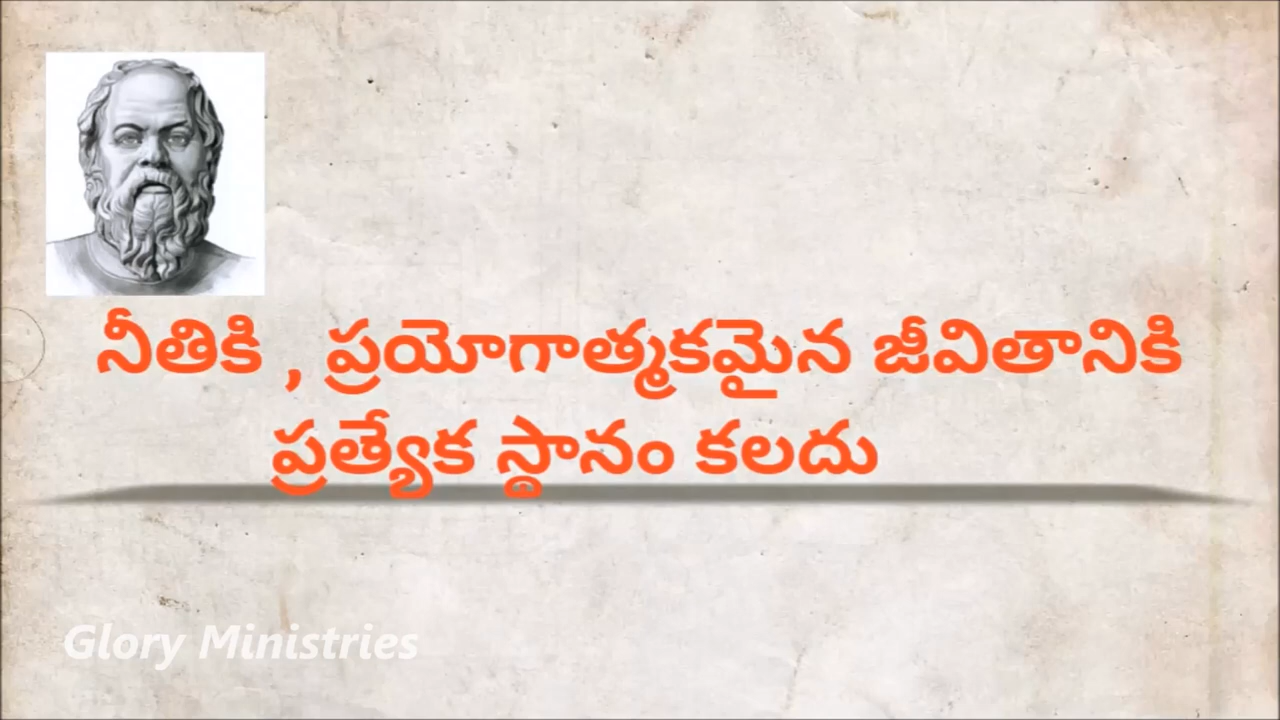 నీతికి , ప్రయోగాత్మకమైన జీవితానికి
ప్రత్యేక స్థానం కలదు
Glory Ministries